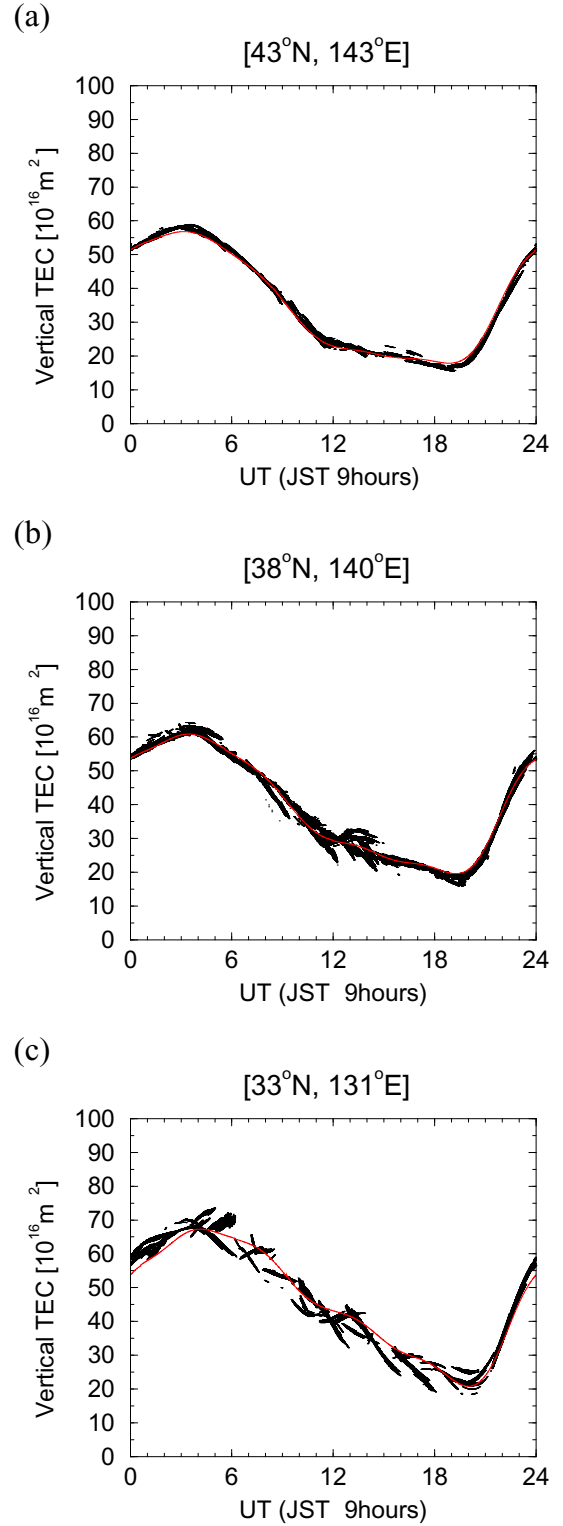 (a)
[43°N, 143°E]
Vertical TEC [10^16 m^2]
100
90
80
70
60
50
40
30
20
10
0
0 6 12 18 24
UT (JST 9hours)
(b)
[38°N, 140°E]
Vertical TEC [10^16 m^2]
100
90
80
70
60
50
40
30
20
10
0
0 6 12 18 24
UT (JST 9hours)
(c)
[33°N, 131°E]
Vertical TEC [10^16 m^2]
100
90
80
70
60
50
40
30
20
10
0
0 6 12 18 24
UT (JST 9hours)